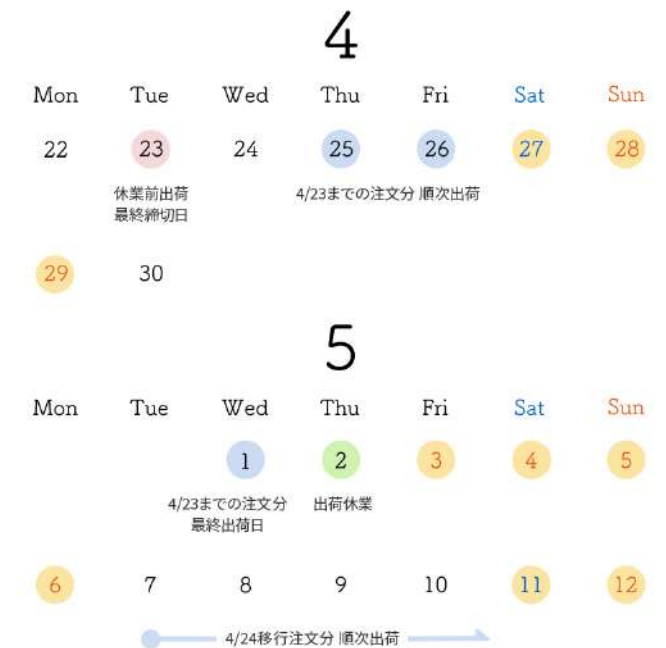 4
Mon Tue Wed Thu Fri Sat Sun
22 23 24 25 26 27 28
休業前出荷 4/23までの注文分 順次出荷
最終締切日
29 30
5
Mon Tue Wed Thu Fri Sat Sun
1 2 3 4 5
4/23までの注文分 出荷休業
最終出荷日
6 7 8 9 10 11 12
4/24移行注文分 順次出荷